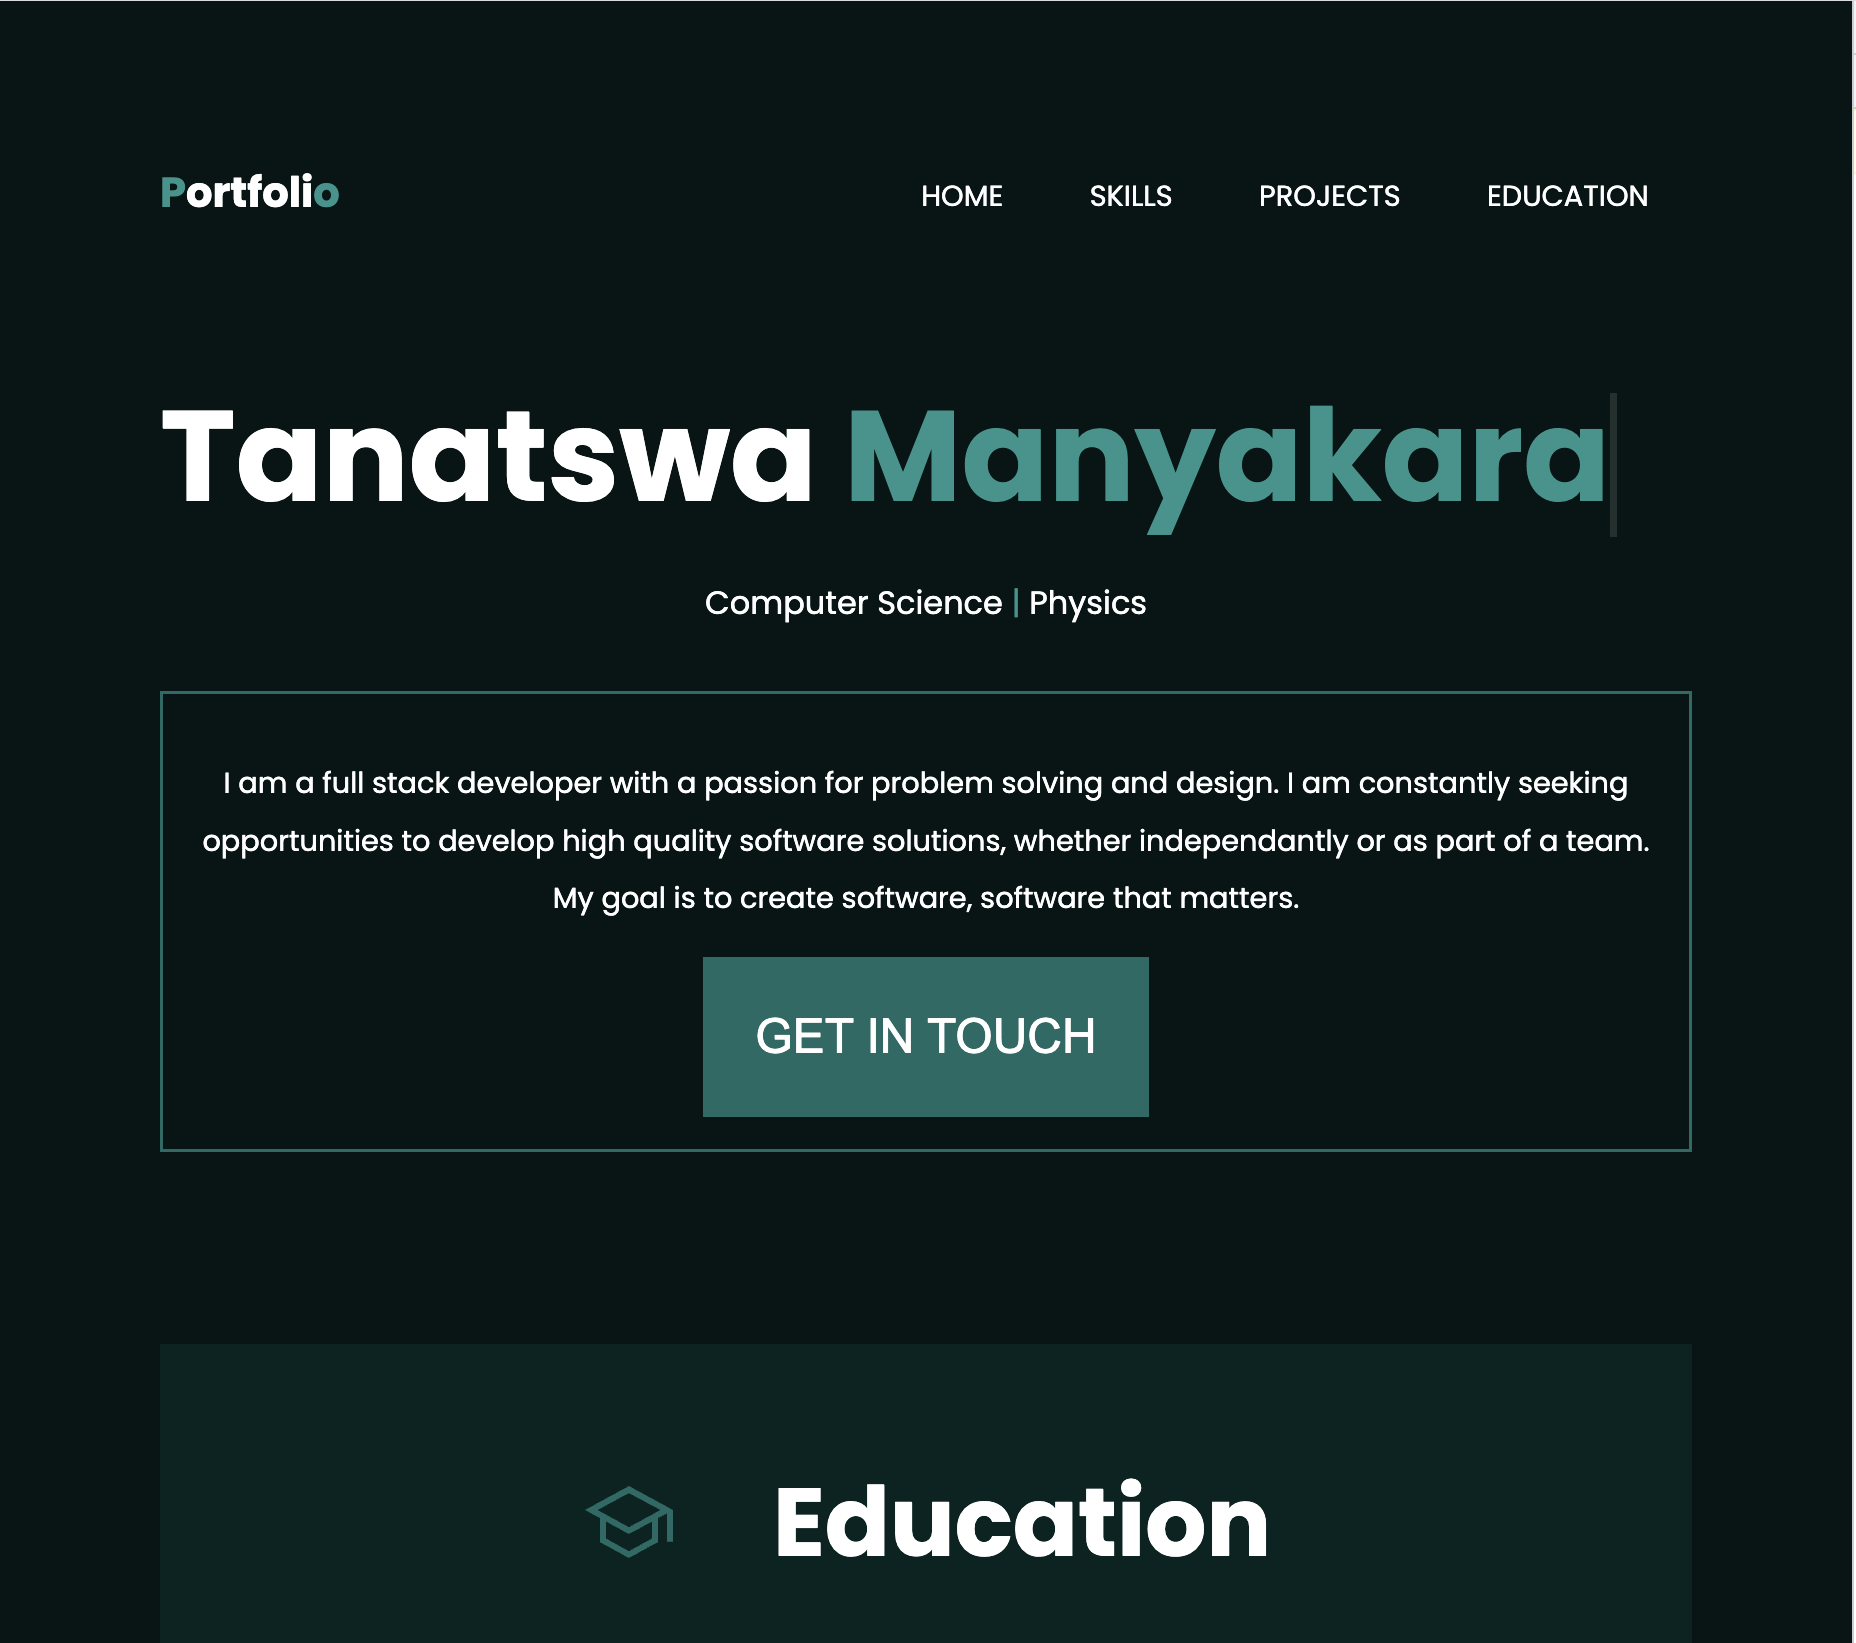 Portfolio
HOME SKILLS PROJECTS EDUCATION
Tanatswa Manyakara
Computer Science | Physics
I am a full stack developer with a passion for problem solving and design. I am constantly seeking
opportunities to develop high quality software solutions, whether independantly or as part of a team.
My goal is to create software, software that matters.
GET IN TOUCH
Education